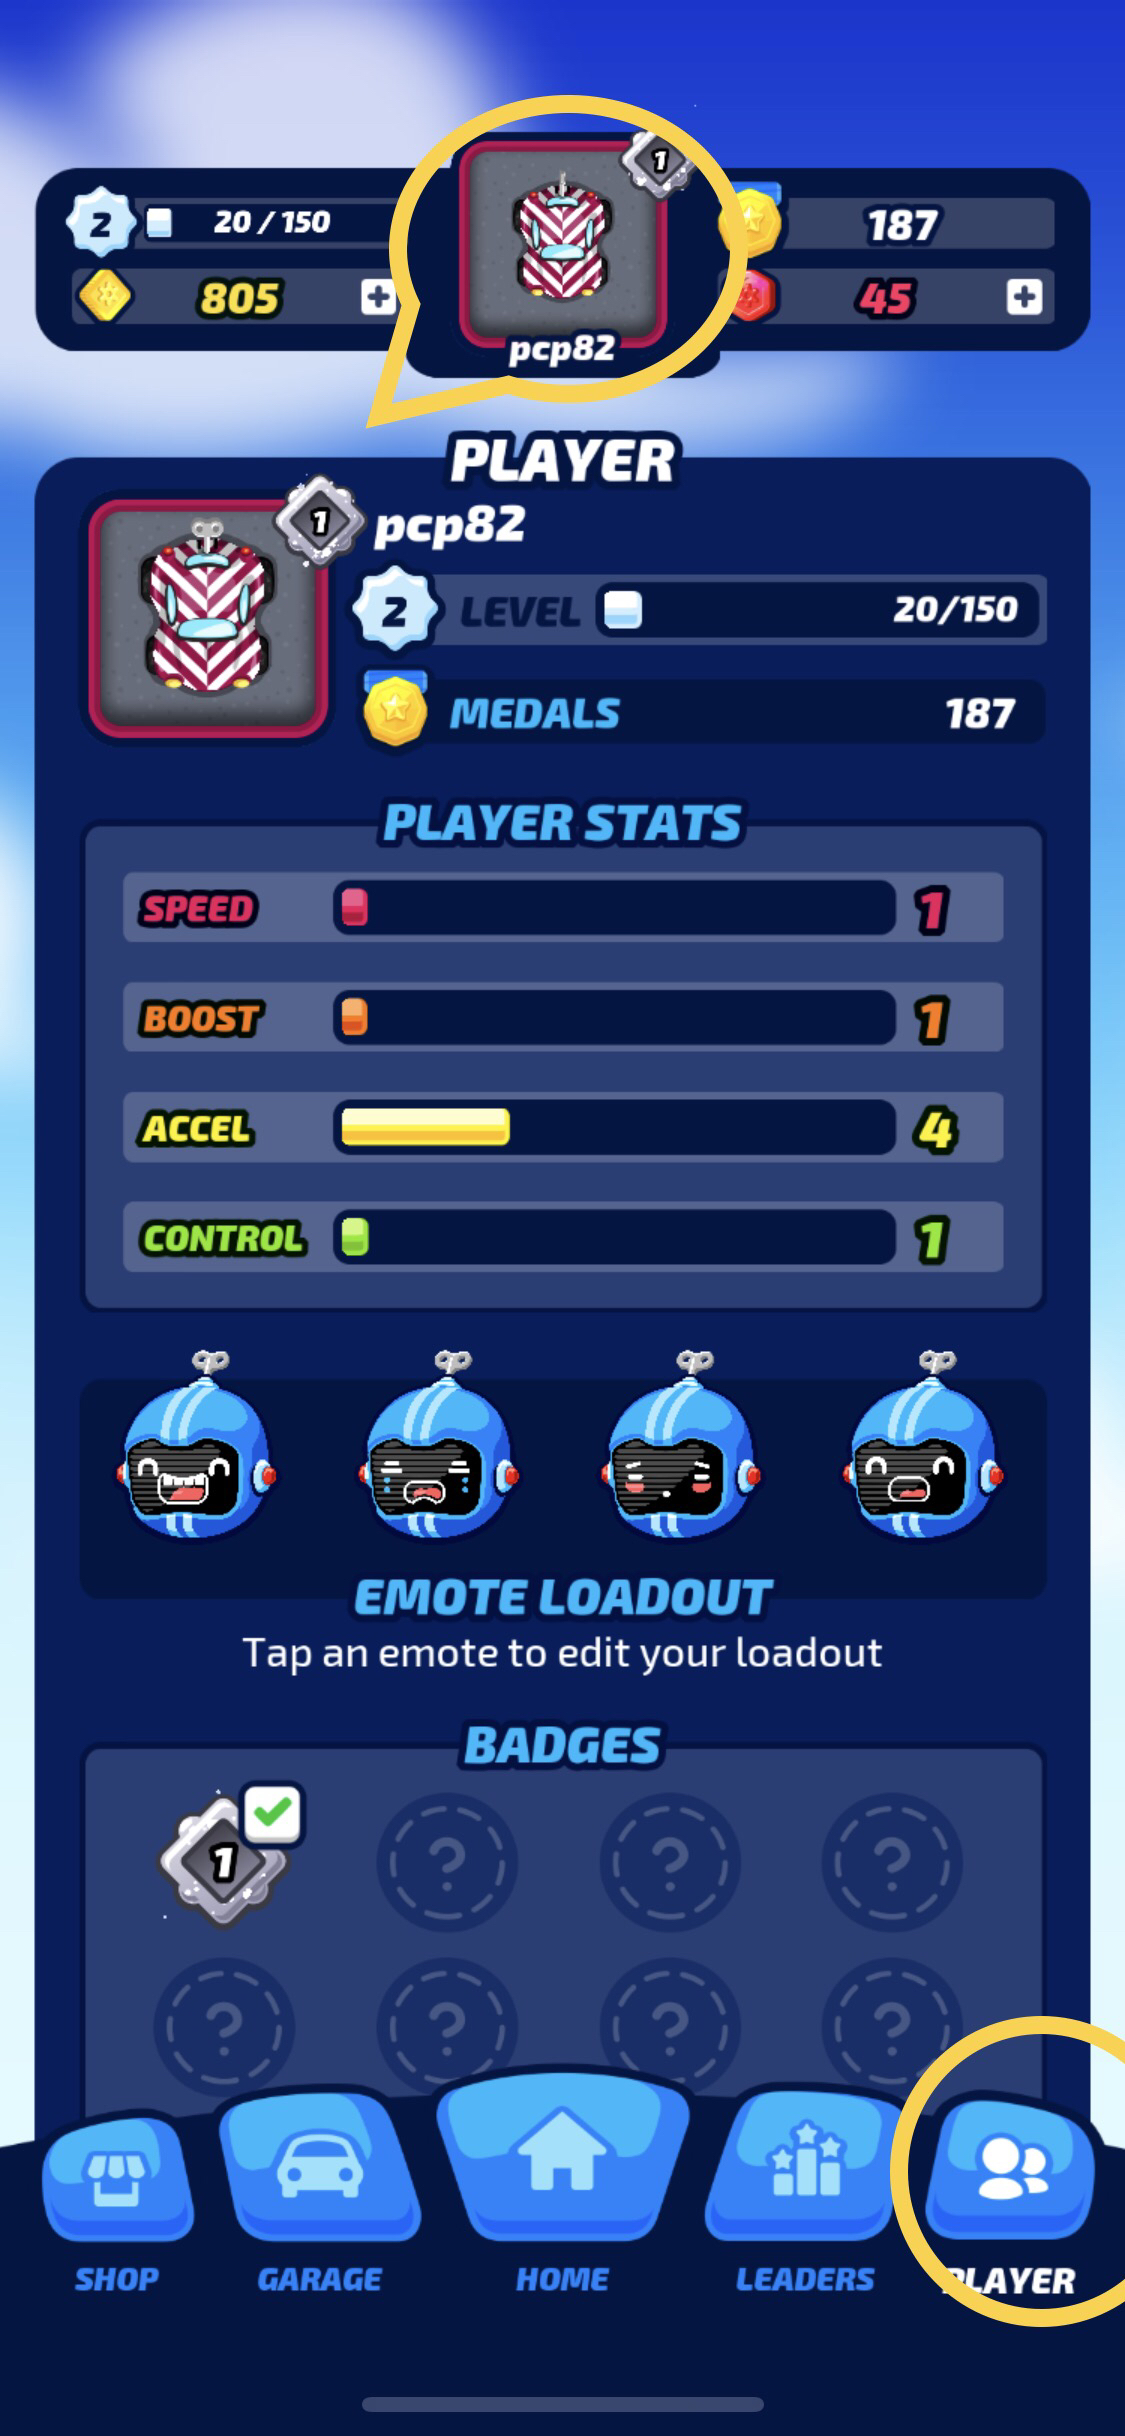 1
2 20 / 150 187
805 45
pcp82
PLAYER
1 pcp82
2 LEVEL 20/150
MEDALS 187
PLAYER STATS
SPEED 1
BOOST 1
ACCEL 4
CONTROL 1
EMOTE LOADOUT
Tap an emote to edit your loadout
BADGES
1 ? ? ?
? ? ? ?
SHOP GARAGE HOME LEADERS PLAYER